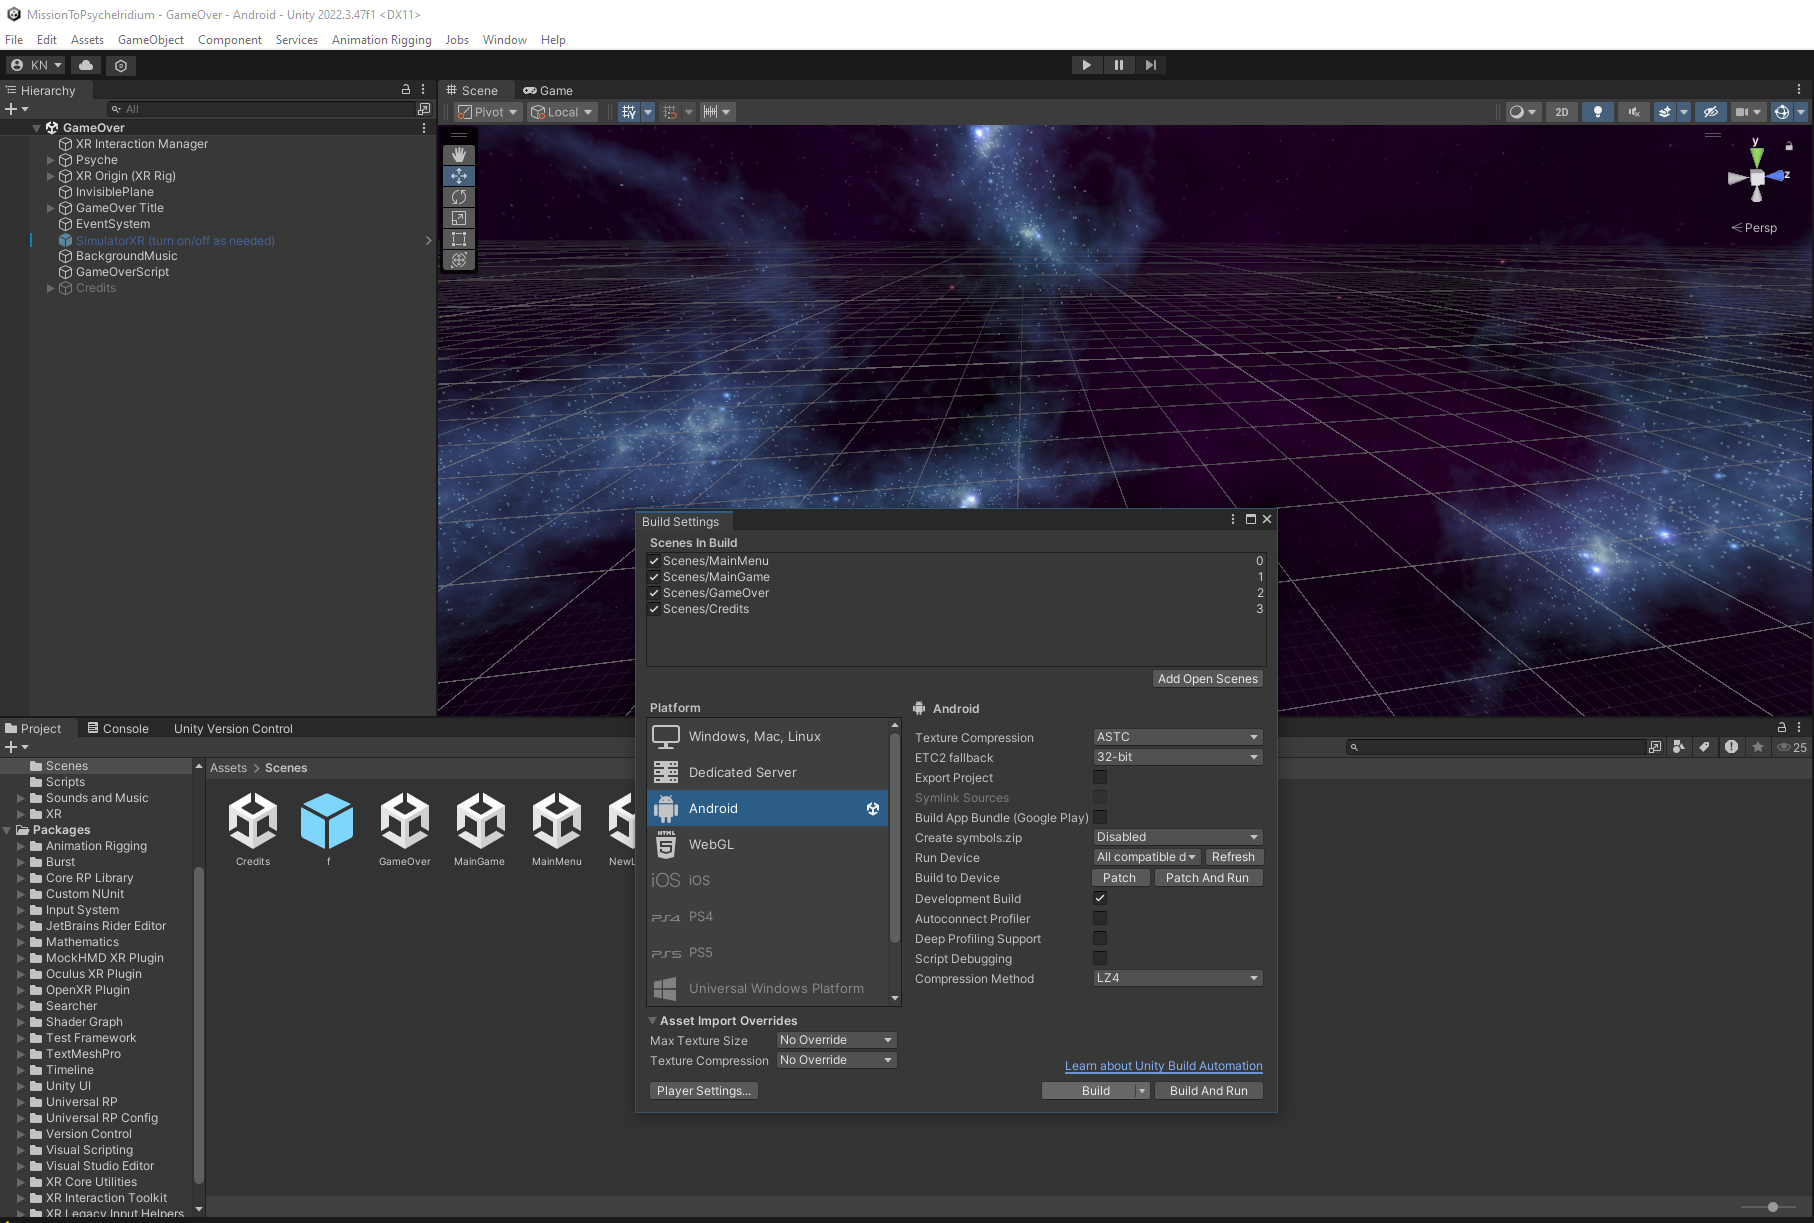 MissionToPsycheIridium - GameOver - Android - Unity 2022.3.47f1 <DX11>
File Edit Assets GameObject Component Services Animation Rigging Jobs Window Help
KN
Hierarchy
All
GameOver
XR Interaction Manager
Psyche
XR Origin (XR Rig)
InvisiblePlane
GameOver Title
EventSystem
SimulatorXR (turn on/off as needed)
BackgroundMusic
GameOverScript
Credits
Scene Game
Pivot Local 2D
y
z
Persp
Build Settings
Scenes In Build
Scenes/MainMenu 0
Scenes/MainGame 1
Scenes/GameOver 2
Scenes/Credits 3
Add Open Scenes
Platform
Windows, Mac, Linux
Dedicated Server
Android
HTML 5 WebGL
iOS iOS
PS4 PS4
PS5 PS5
Universal Windows Platform
Android
Texture Compression ASTC
ETC2 fallback 32-bit
Export Project
Symlink Sources
Build App Bundle (Google Play)
Create symbols.zip Disabled
Run Device All compatible d Refresh
Build to Device Patch Patch And Run
Development Build
Autoconnect Profiler
Deep Profiling Support
Script Debugging
Compression Method LZ4
Asset Import Overrides
Max Texture Size No Override
Texture Compression No Override
Learn about Unity Build Automation
Player Settings... Build Build And Run
Project Console Unity Version Control
25
Scenes
Scripts
Sounds and Music
XR
Packages
Animation Rigging
Burst
Core RP Library
Custom NUnit
Input System
JetBrains Rider Editor
Mathematics
MockHMD XR Plugin
Oculus XR Plugin
OpenXR Plugin
Searcher
Shader Graph
Test Framework
TextMeshPro
Timeline
Unity UI
Universal RP
Universal RP Config
Version Control
Visual Scripting
Visual Studio Editor
XR Core Utilities
XR Interaction Toolkit
XR Legacy Input Helpers
Assets > Scenes
Credits f GameOver MainGame MainMenu NewL